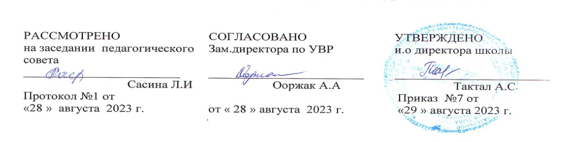 РАССМОТРЕНО
на заседании педагогического
совета
Сасина Л.И
Протокол №1 от
«28 » августа 2023 г.
СОГЛАСОВАНО
Зам.директора по УВР
Ооржак А.А
от « 28 » августа 2023 г.
УТВЕРЖДЕНО
и.о директора школы
Тактал А.С.
Приказ №7 от
«29 » августа 2023 г.